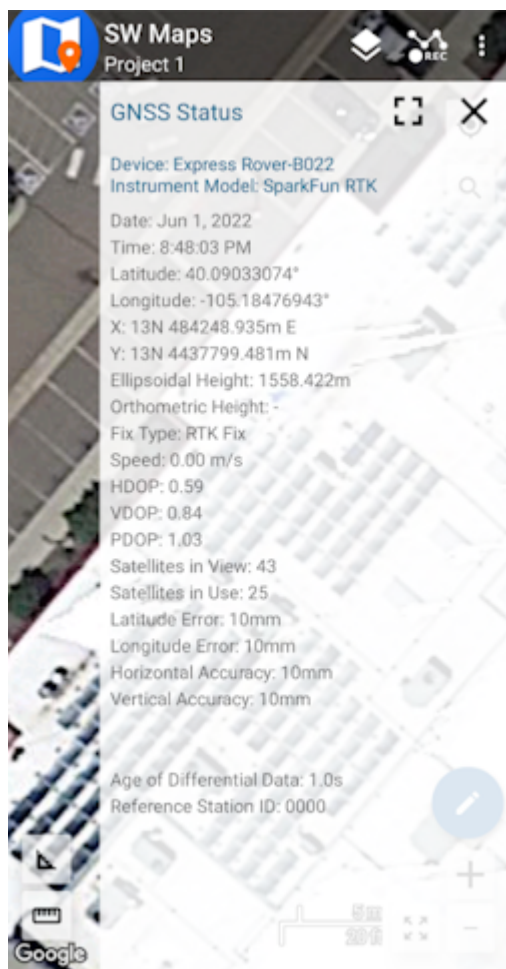 SW Maps
Project 1
REC
GNSS Status
Device: Express Rover-B022
Instrument Model: SparkFun RTK
Date: Jun 1, 2022
Time: 8:48:03 PM
Latitude: 40.09033074°
Longitude: -105.18476943°
X: 13N 484248.935m E
Y: 13N 4437799.481m N
Ellipsoidal Height: 1558.422m
Orthometric Height: -
Fix Type: RTK Fix
Speed: 0.00 m/s
HDOP: 0.59
VDOP: 0.84
PDOP: 1.03
Satellites in View: 43
Satellites in Use: 25
Latitude Error: 10mm
Longitude Error: 10mm
Horizontal Accuracy: 10mm
Vertical Accuracy: 10mm
Age of Differential Data: 1.0s
Reference Station ID: 0000
5 m
20 ft
Google